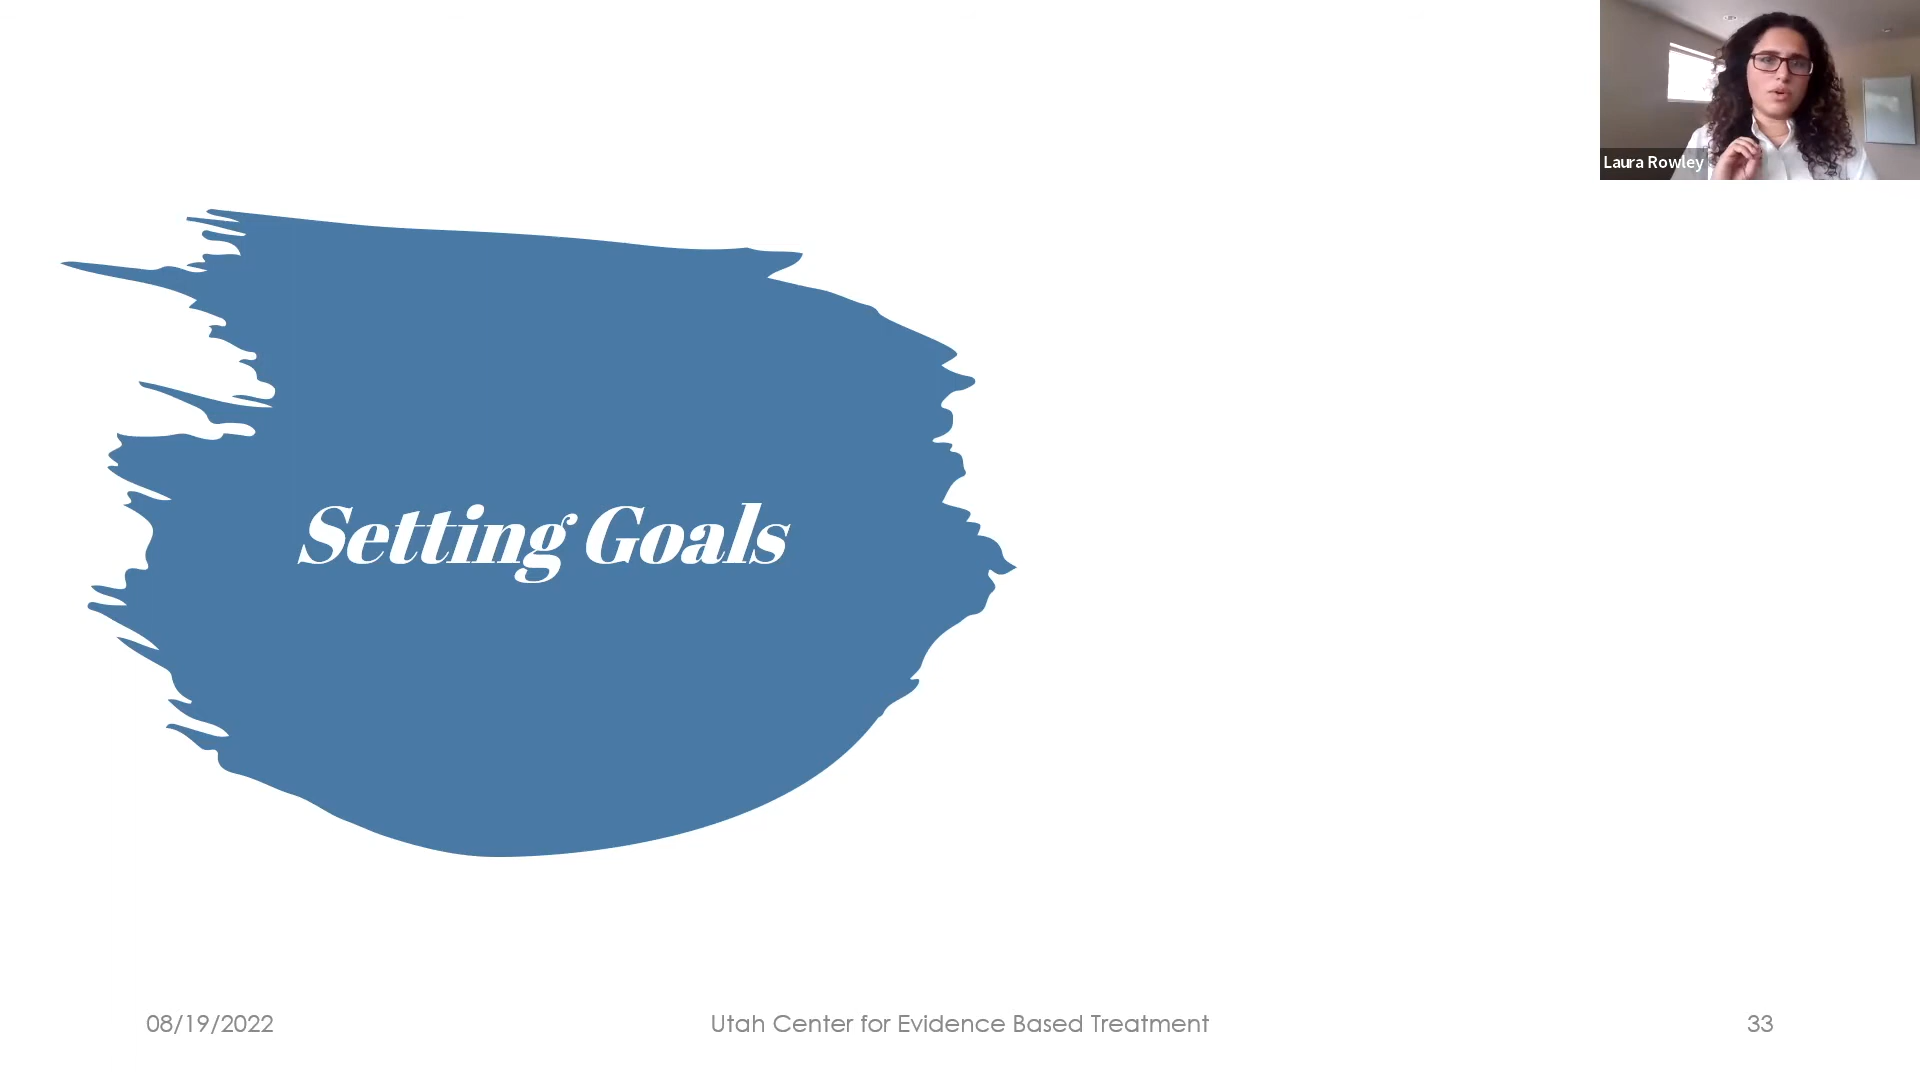 Laura Rowley
Setting Goals
08/19/2022
Utah Center for Evidence Based Treatment
33